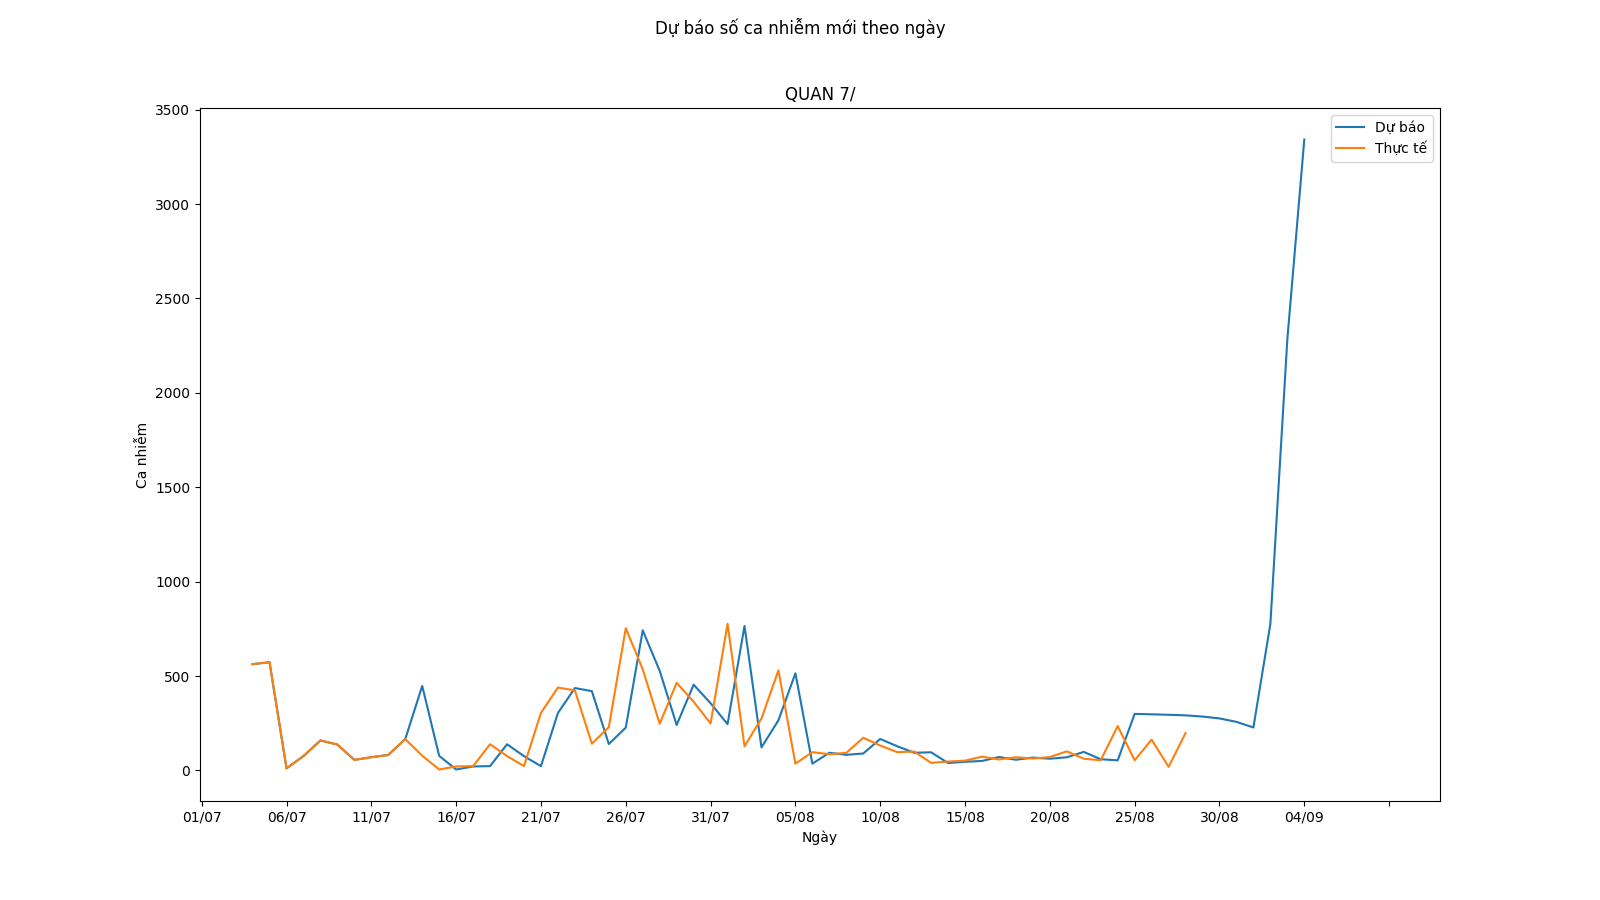 Dự báo số ca nhiễm mới theo ngày
QUAN 7/
Dự báo
Thực tế
3500
3000
2500
2000
1500
1000
500
0
Ca nhiễm
01/07 06/07 11/07 16/07 21/07 26/07 31/07 05/08 10/08 15/08 20/08 25/08 30/08 04/09
Ngày